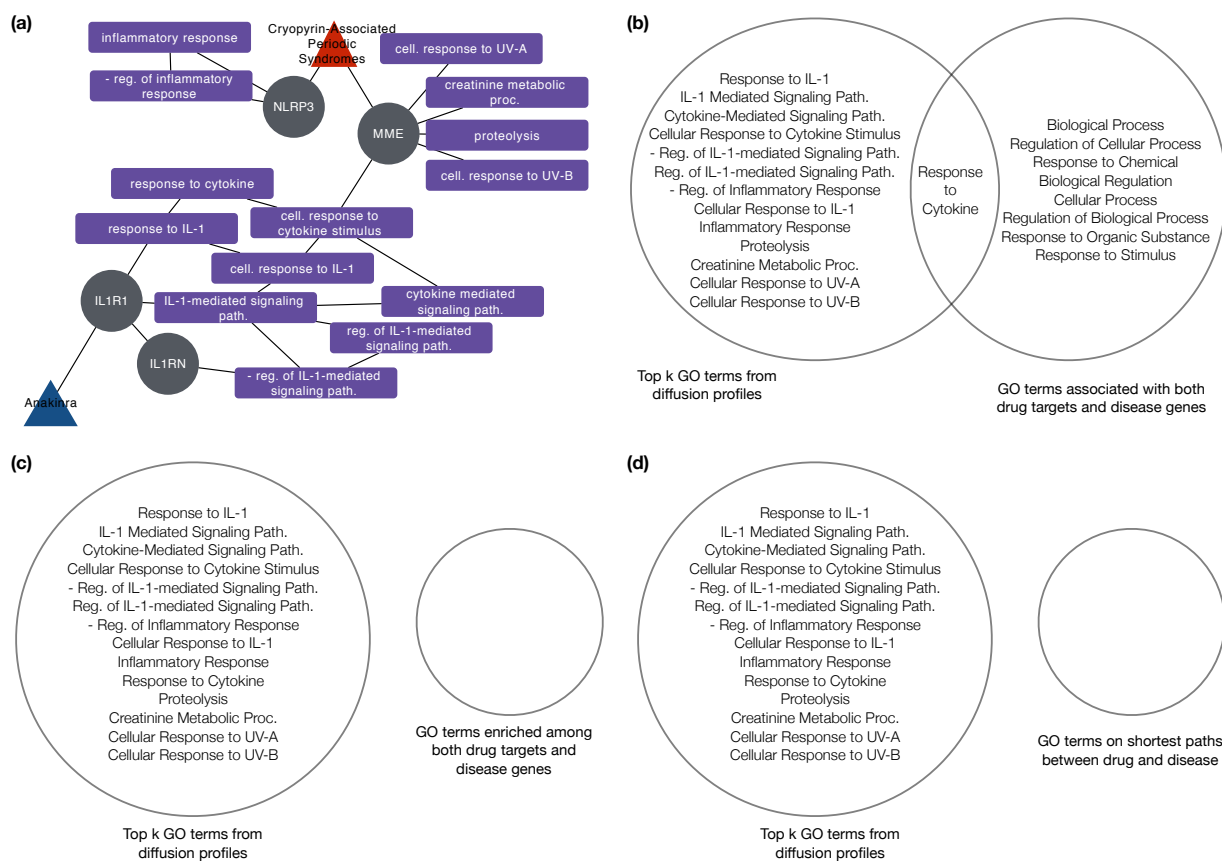 (a)
Cryopyrin-Associated
Periodic
Syndromes
inflammatory response
- reg. of inflammatory
response
NLRP3
MME
cell. response to UV-A
creatinine metabolic
proc.
proteolysis
cell. response to UV-B
response to cytokine
response to IL-1
cell. response to
cytokine stimulus
cell. response to IL-1
IL1R1
IL-1-mediated signaling
path.
cytokine mediated
signaling path.
reg. of IL-1-mediated
signaling path.
IL1RN
- reg. of IL-1-mediated
signaling path.
Anakinra
(b)
Response to IL-1
IL-1 Mediated Signaling Path.
Cytokine-Mediated Signaling Path.
Cellular Response to Cytokine Stimulus
- Reg. of IL-1-mediated Signaling Path.
Reg. of IL-1-mediated Signaling Path.
- Reg. of Inflammatory Response
Cellular Response to IL-1
Inflammatory Response
Proteolysis
Creatinine Metabolic Proc.
Cellular Response to UV-A
Cellular Response to UV-B
Response
to
Cytokine
Biological Process
Regulation of Cellular Process
Response to Chemical
Biological Regulation
Cellular Process
Regulation of Biological Process
Response to Organic Substance
Response to Stimulus
Top k GO terms from
diffusion profiles
GO terms associated with both
drug targets and disease genes
(c)
Response to IL-1
IL-1 Mediated Signaling Path.
Cytokine-Mediated Signaling Path.
Cellular Response to Cytokine Stimulus
- Reg. of IL-1-mediated Signaling Path.
Reg. of IL-1-mediated Signaling Path.
- Reg. of Inflammatory Response
Cellular Response to IL-1
Inflammatory Response
Response to Cytokine
Proteolysis
Creatinine Metabolic Proc.
Cellular Response to UV-A
Cellular Response to UV-B
Top k GO terms from
diffusion profiles
GO terms enriched among
both drug targets and
disease genes
(d)
Response to IL-1
IL-1 Mediated Signaling Path.
Cytokine-Mediated Signaling Path.
Cellular Response to Cytokine Stimulus
- Reg. of IL-1-mediated Signaling Path.
Reg. of IL-1-mediated Signaling Path.
- Reg. of Inflammatory Response
Cellular Response to IL-1
Inflammatory Response
Response to Cytokine
Proteolysis
Creatinine Metabolic Proc.
Cellular Response to UV-A
Cellular Response to UV-B
Top k GO terms from
diffusion profiles
GO terms on shortest paths
between drug and disease